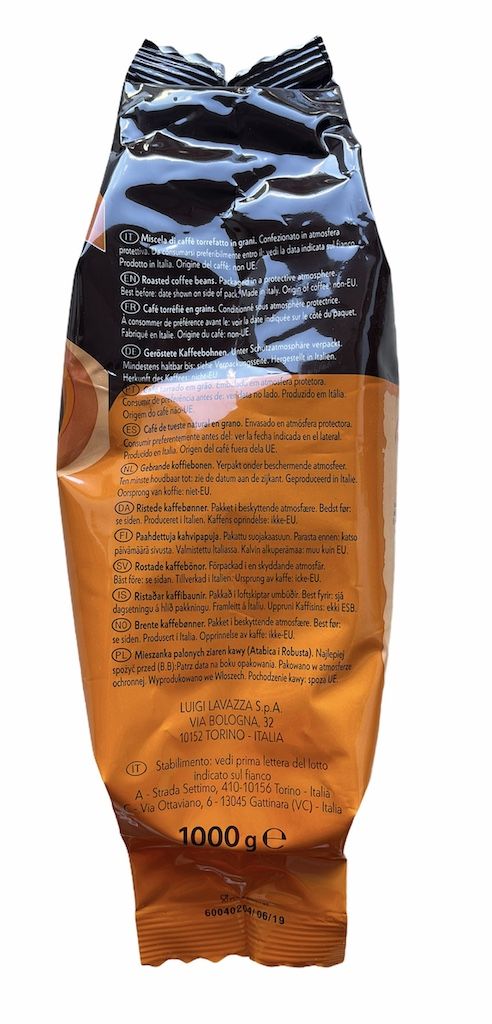 IT Miscela di caffè torrefatto in grani. Confezionato in atmosfera
protettiva. Da consumarsi preferibilmente entro il: vedi la data indicata sul fianco.
Prodotto in Italia. Origine del caffè: non UE.
EN Roasted coffee beans. Packaged in a protective atmosphere.
Best before: date shown on side of pack. Made in Italy. Origin of coffee: non-EU.
FR Café torréfié en grains. Conditionné sous atmosphère protectrice.
À consommer de préférence avant le: voir la date indiquée sur le côté du paquet.
Fabriqué en Italie. Origine du café: non-UE.
DE Geröstete Kaffeebohnen. Unter Schutzatmosphäre verpackt.
Mindestens haltbar bis: siehe Verpackungsseite. Hergestellt in Italien.
Herkunft des Kaffees: nicht-EU.
PT torrado em grão. Embalado em atmosfera protetora.
Consumir de preferência antes de: ver data no lado. Produzido em Itália.
Origem do café não-UE.
ES Café de tueste natural en grano. Envasado en atmósfera protectora.
Consumir preferentemente antes del: ver la fecha indicada en el lateral.
Producido en Italia. Origen del café fuera dela UE.
NL Gebrande koffiebonen. Verpakt onder beschermende atmosfeer.
Ten minste houdbaar tot: zie de datum aan de zijkant. Geproduceerd in Italië.
Oorsprong van koffie: niet-EU.
DA Ristede kaffebønner. Pakket i beskyttende atmosfære. Bedst før:
se siden. Produceret i Italien. Kaffens oprindelse: ikke-EU.
FI Paahdettuja kahvipapuja. Pakattu suojakaasuun. Parasta ennen: katso
päivämäärä sivusta. Valmistettu Italiassa. Kahvin alkuperämaa: muu kuin EU.
SV Rostade kaffebönor. Förpackad i en skyddande atmosfär.
Bäst före: se sidan. Tillverkad i Italien. Ursprung av kaffe: icke-EU.
IS Ristaðar kaffibaunir. Pakkað í loftskiptar umbúðir. Best fyrir: sjá
dagsetningu á hlið pakkningu. Framleitt á Ítalíu. Uppruni Kaffisins: ekki ESB.
NO Brente kaffebønner. Pakket i beskyttende atmosfære. Best før:
se siden. Produsert i Italia. Opprinnelse av kaffe: ikke-EU.
PL Mieszanka palonych ziaren kawy (Atabica i Robusta). Najlepiej
spożyć przed (B.B):Patrz data na boku opakowania. Pakowano w atmosferze
ochronnej. Wyprodukowano we Włoszech. Pochodzenie kawy: spoza UE.
LUIGI LAVAZZA S.p.A.
VIA BOLOGNA, 32
10152 TORINO - ITALIA
IT Stabilimento: vedi prima lettera del lotto
indicato sul fianco
A - Strada Settimo, 410-10156 Torino - Italia
C - Via Ottaviano, 6 - 13045 Gattinara (VC) - Italia
1000 g e
60040204/06/19